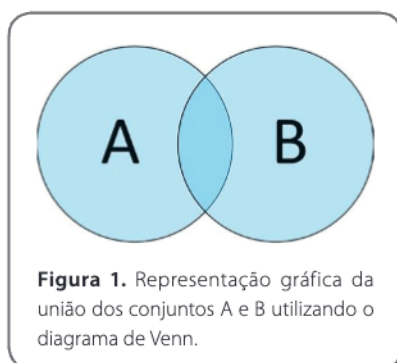 A B
Figura 1. Representação gráfica da
união dos conjuntos A e B utilizando o
diagrama de Venn.